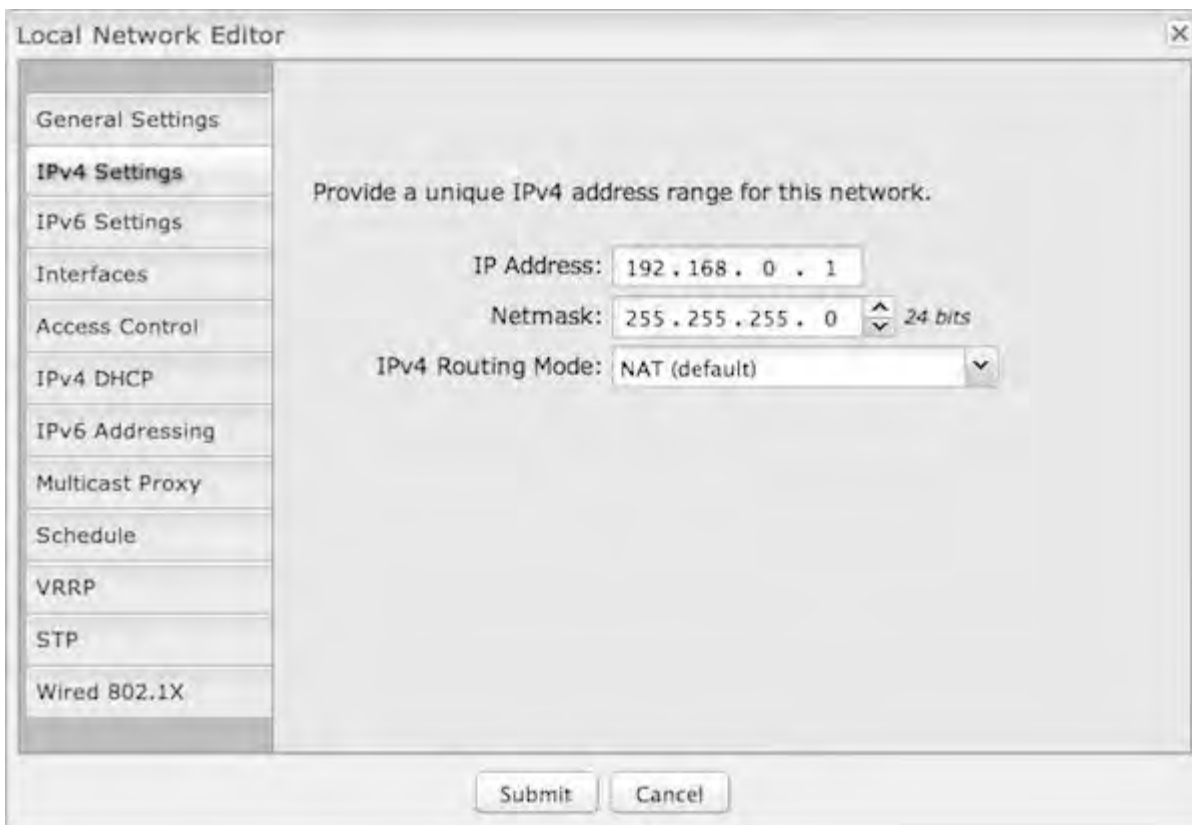 Local Network Editor
General Settings
IPv4 Settings
IPv6 Settings
Interfaces
Access Control
IPv4 DHCP
IPv6 Addressing
Multicast Proxy
Schedule
VRRP
STP
Wired 802.1X
Provide a unique IPv4 address range for this network.
IP Address: 192 . 168 . 0 . 1
Netmask: 255 . 255 . 255 . 0 24 bits
IPv4 Routing Mode: NAT (default)
Submit Cancel